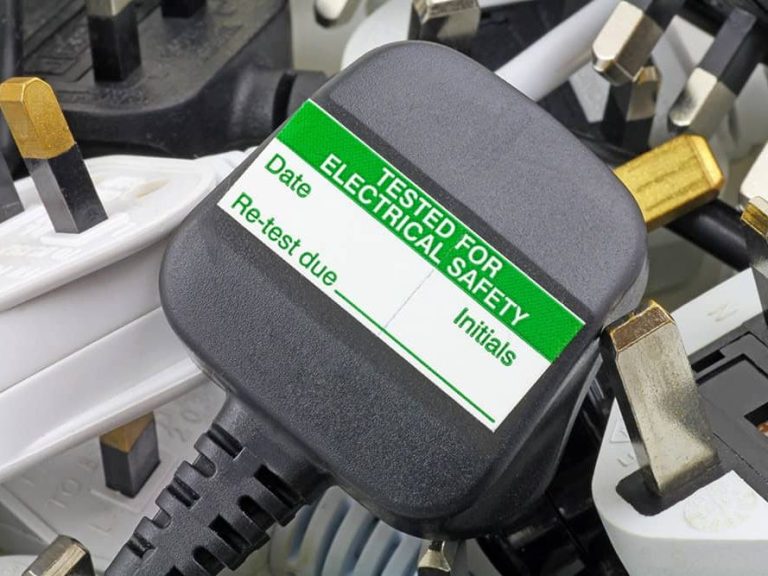 TESTED FOR
ELECTRICAL SAFETY
Date
Initials
Re-test due